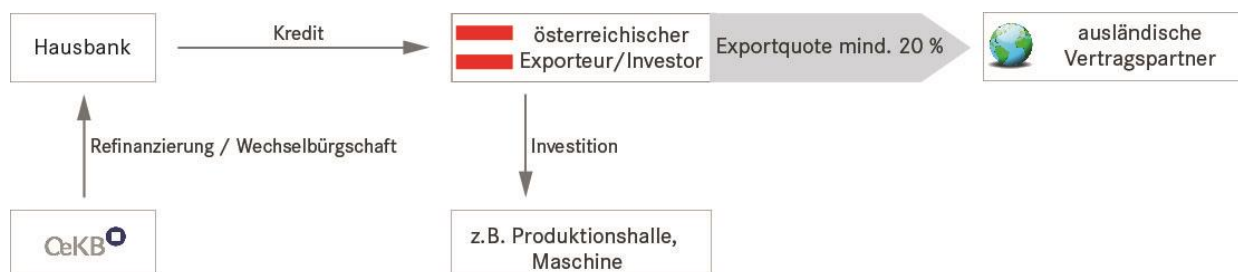 Hausbank
Kredit
österreichischer
Exporteur/Investor
Exportquote mind. 20 %
ausländische
Vertragspartner
Refinanzierung / Wechselbürgschaft
Investition
OeKB
z.B. Produktionshalle,
Maschine